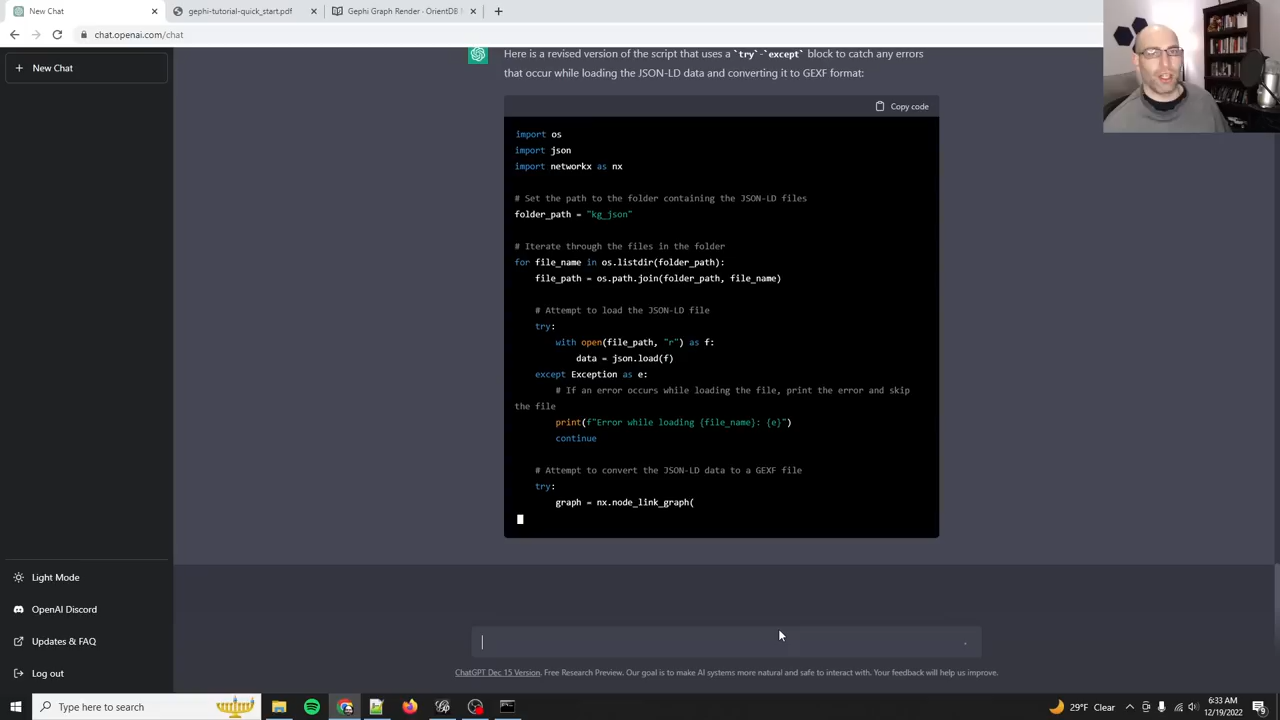 New Chat
gephi-tutorial-quick_start.pdf
Gephi Graph Render - OrientDB
chat.openai.com/chat
New Chat
Here is a revised version of the script that uses a `try`-`except` block to catch any errors
that occur while loading the JSON-LD data and converting it to GEXF format:
Copy code
import os
import json
import networkx as nx
# Set the path to the folder containing the JSON-LD files
folder_path = "kg_json"
# Iterate through the files in the folder
for file_name in os.listdir(folder_path):
file_path = os.path.join(folder_path, file_name)
# Attempt to load the JSON-LD file
try:
with open(file_path, "r") as f:
data = json.load(f)
except Exception as e:
# If an error occurs while loading the file, print the error and skip
the file
print(f"Error while loading {file_name}: {e}")
continue
# Attempt to convert the JSON-LD data to a GEXF file
try:
graph = nx.node_link_graph(
Light Mode
OpenAI Discord
Updates & FAQ
Log out
ChatGPT Dec 15 Version. Free Research Preview. Our goal is to make AI systems more natural and safe to interact with. Your feedback will help us improve.
Type here to search
29°F Clear
6:33 AM
12/19/2022